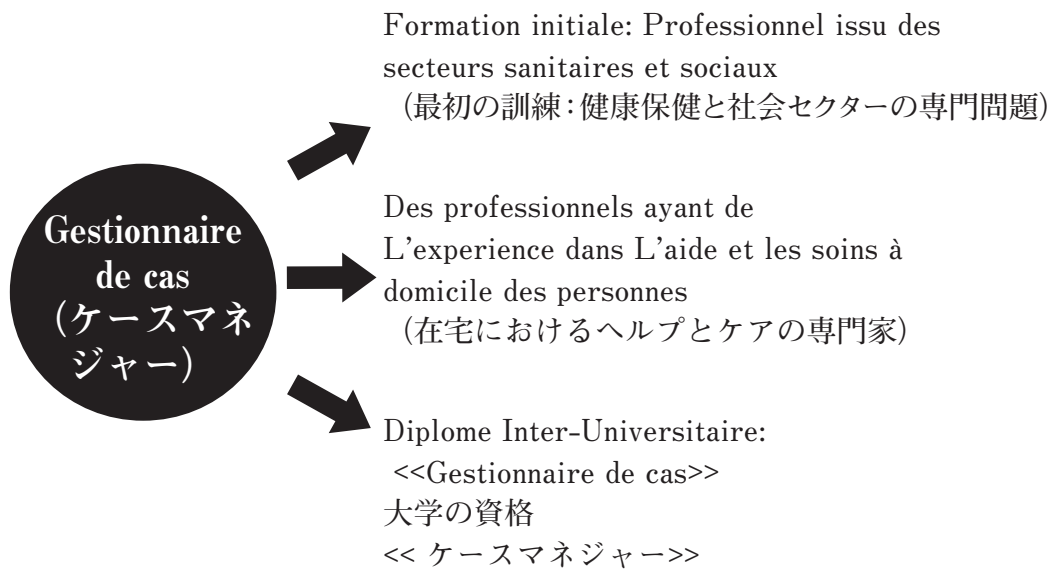 Formation initiale: Professionnel issu des
secteurs sanitaires et sociaux
（最初の訓練：健康保健と社会セクターの専門問題）
Gestionnaire
de cas
（ケースマネ
ジャー）
Des professionnels ayant de
L'experience dans L'aide et les soins à
domicile des personnes
（在宅におけるヘルプとケアの専門家）
Diplome Inter-Universitaire:
<<Gestionnaire de cas>>
大学の資格
<< ケースマネジャー>>